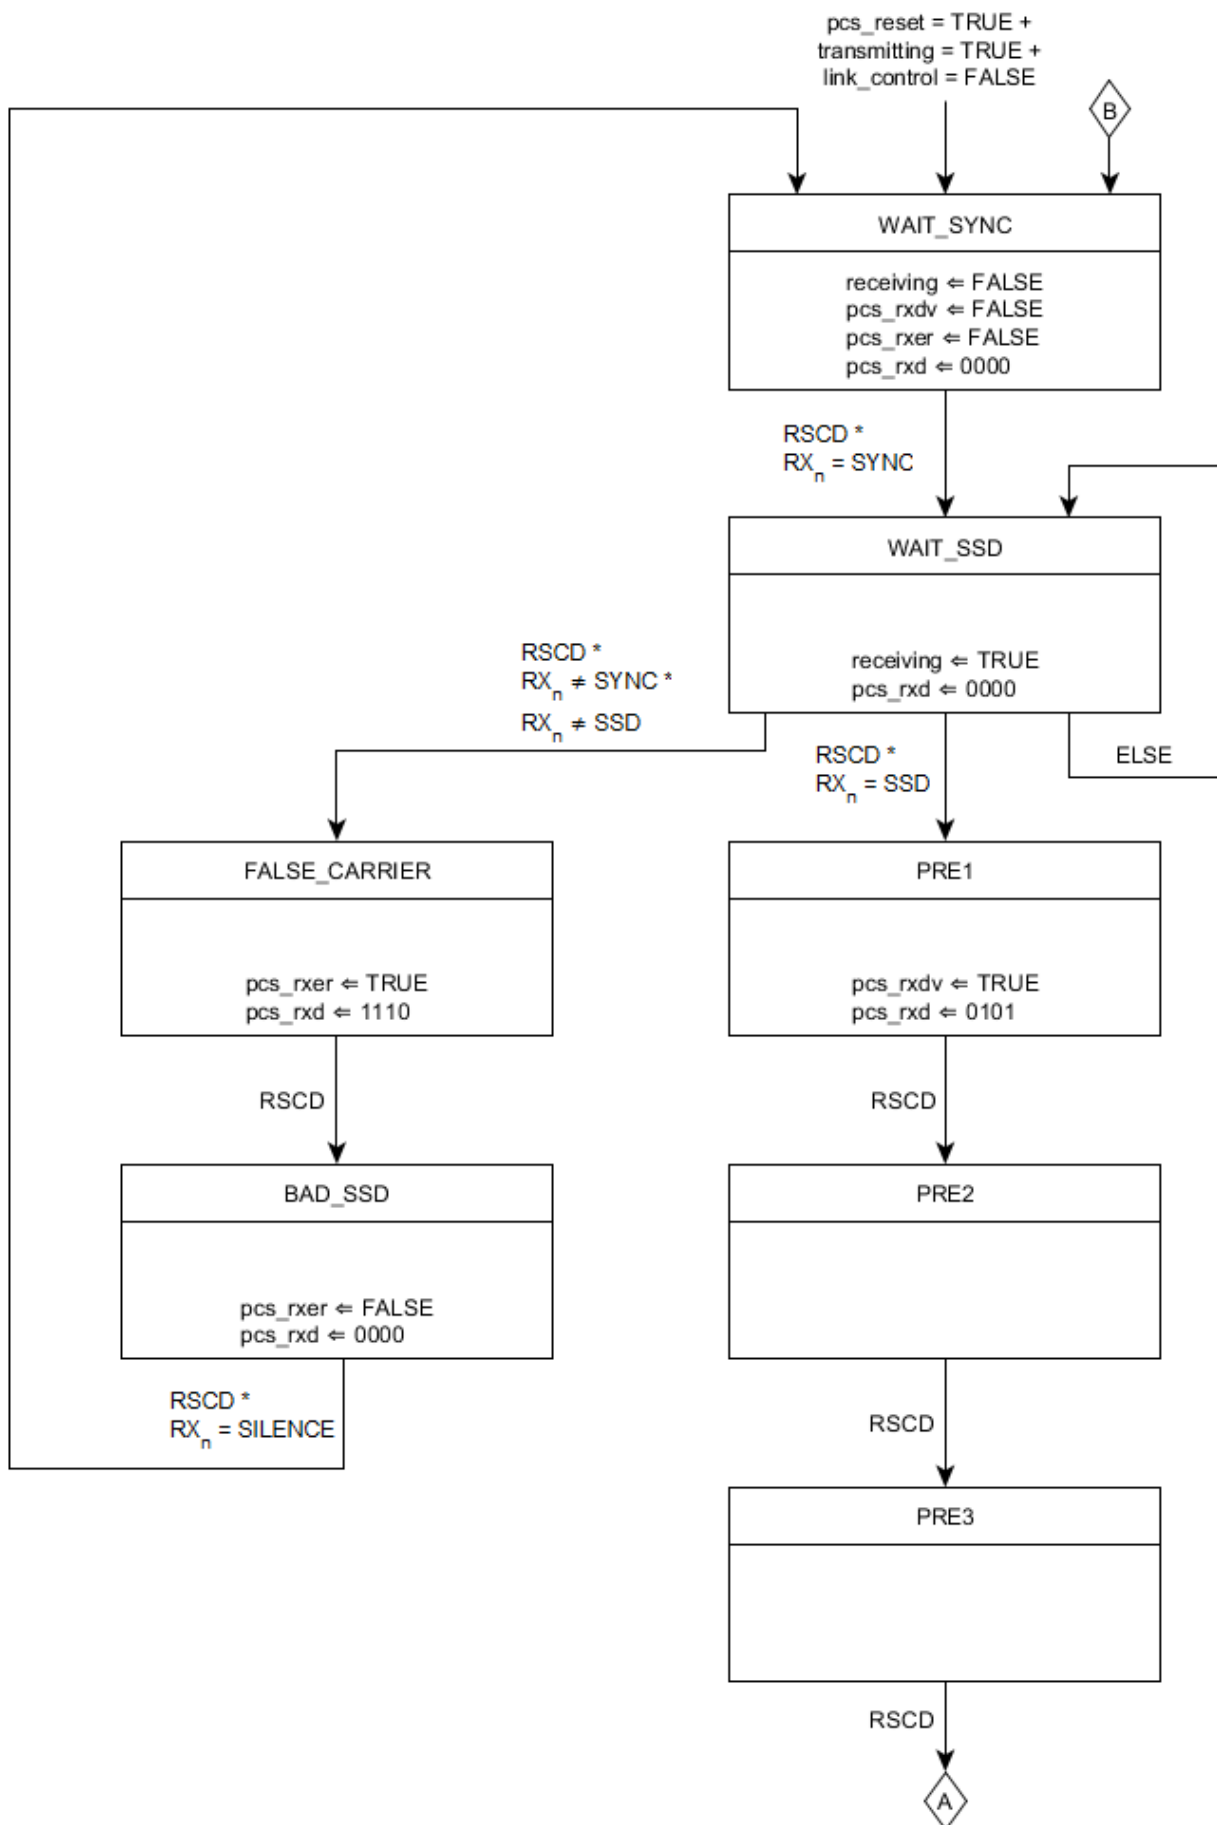 pcs_reset = TRUE +
transmitting = TRUE +
link_control = FALSE
B
WAIT_SYNC
receiving ⇐ FALSE
pcs_rxdv ⇐ FALSE
pcs_rxer ⇐ FALSE
pcs_rxd ⇐ 0000
RSCD *
RXn = SYNC
WAIT_SSD
receiving ⇐ TRUE
pcs_rxd ⇐ 0000
RSCD *
RXn ≠ SYNC *
RXn ≠ SSD
RSCD *
RXn = SSD
ELSE
FALSE_CARRIER
pcs_rxer ⇐ TRUE
pcs_rxd ⇐ 1110
PRE1
pcs_rxdv ⇐ TRUE
pcs_rxd ⇐ 0101
RSCD
RSCD
BAD_SSD
pcs_rxer ⇐ FALSE
pcs_rxd ⇐ 0000
PRE2
RSCD *
RXn = SILENCE
RSCD
PRE3
RSCD
A